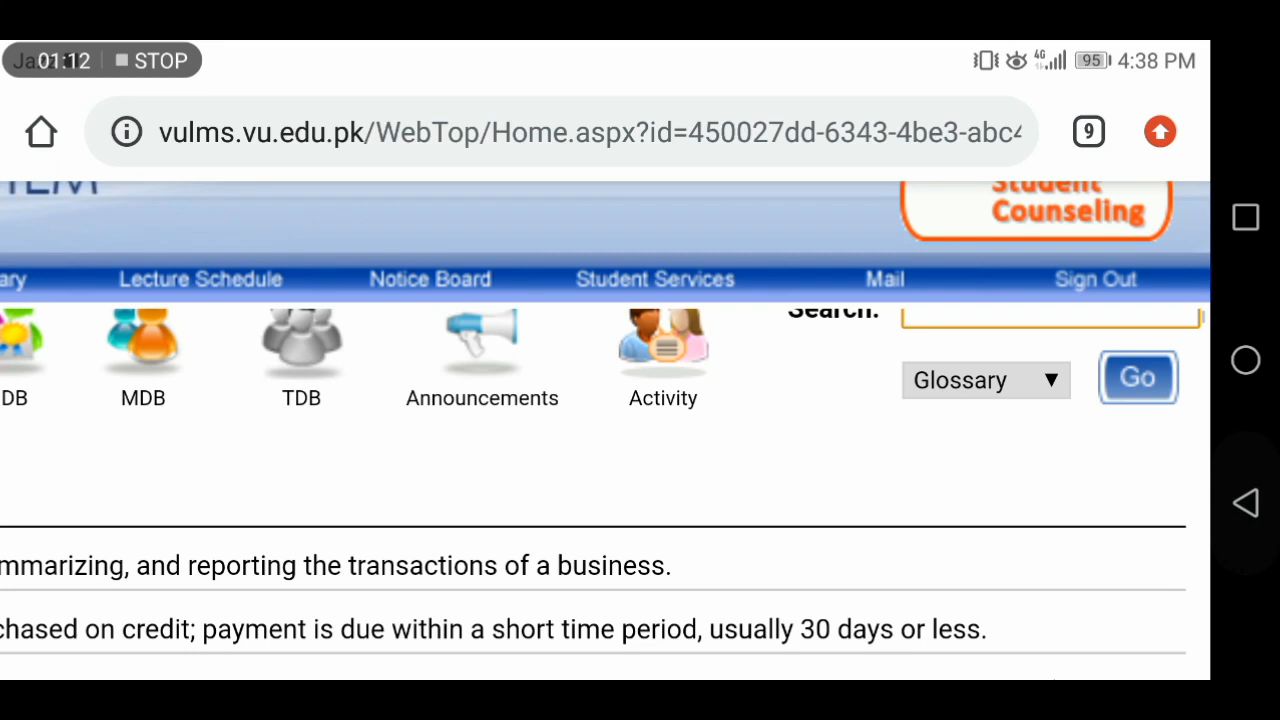 01:12 STOP 95 4:38 PM
vulms.vu.edu.pk/WebTop/Home.aspx?id=450027dd-6343-4be3-abc4
9
Student
Counseling
ary Lecture Schedule Notice Board Student Services Mail Sign Out
Search:
DB MDB TDB Announcements Activity
Glossary Go
mmarizing, and reporting the transactions of a business.
chased on credit; payment is due within a short time period, usually 30 days or less.